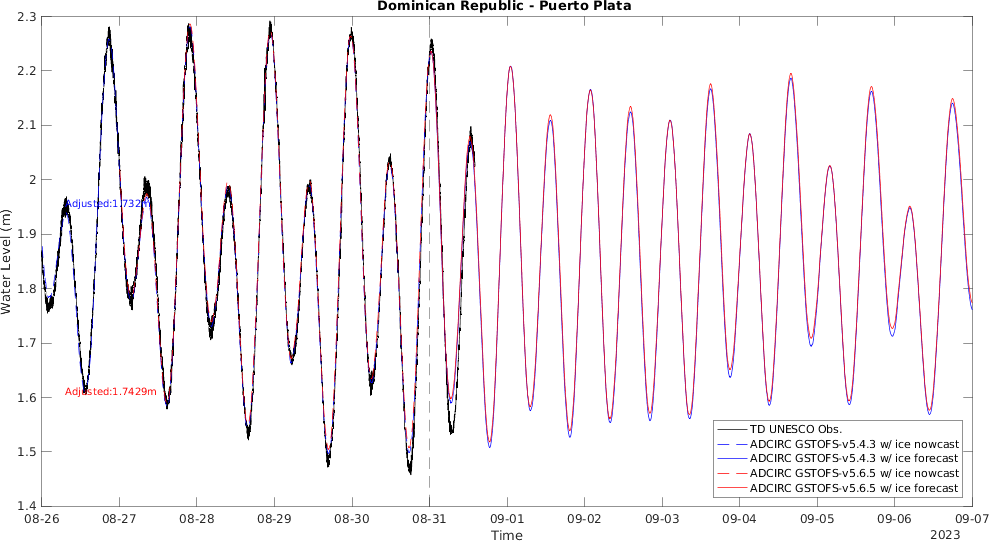 Dominican Republic - Puerto Plata
2.3
2.2
2.1
2
1.9
1.8
1.7
1.6
1.5
1.4
Water Level (m)
Adjusted:1.732m
Adjusted:1.7429m
TD UNESCO Obs.
ADCIRC GSTOFS-v5.4.3 w/ ice nowcast
ADCIRC GSTOFS-v5.4.3 w/ ice forecast
ADCIRC GSTOFS-v5.6.5 w/ ice nowcast
ADCIRC GSTOFS-v5.6.5 w/ ice forecast
08-26 08-27 08-28 08-29 08-30 08-31 09-01 09-02 09-03 09-04 09-05 09-06 09-07
Time
2023